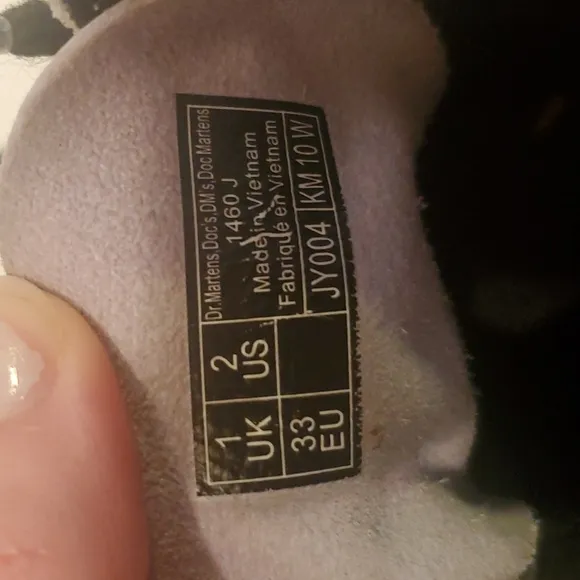 Dr.Martens,Doc's,DM's,Doc Martens
1460 J
Made in Vietnam
Fabriqué en Vietnam
JY004 KM 10 W
1 UK
2 US
33 EU